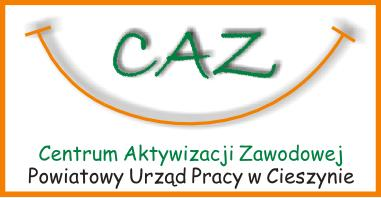 CAZ
Centrum Aktywizacji Zawodowej
Powiatowy Urząd Pracy w Cieszynie